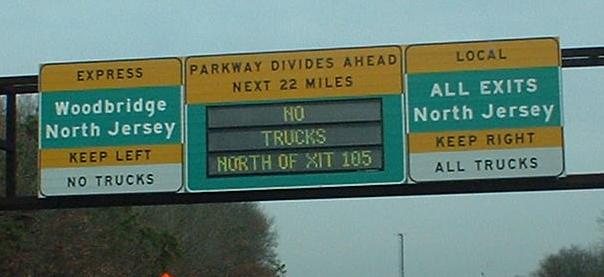 EXPRESS
Woodbridge
North Jersey
KEEP LEFT
NO TRUCKS
PARKWAY DIVIDES AHEAD
NEXT 22 MILES
NO
TRUCKS
NORTH OF XIT 105
LOCAL
ALL EXITS
North Jersey
KEEP RIGHT
ALL TRUCKS